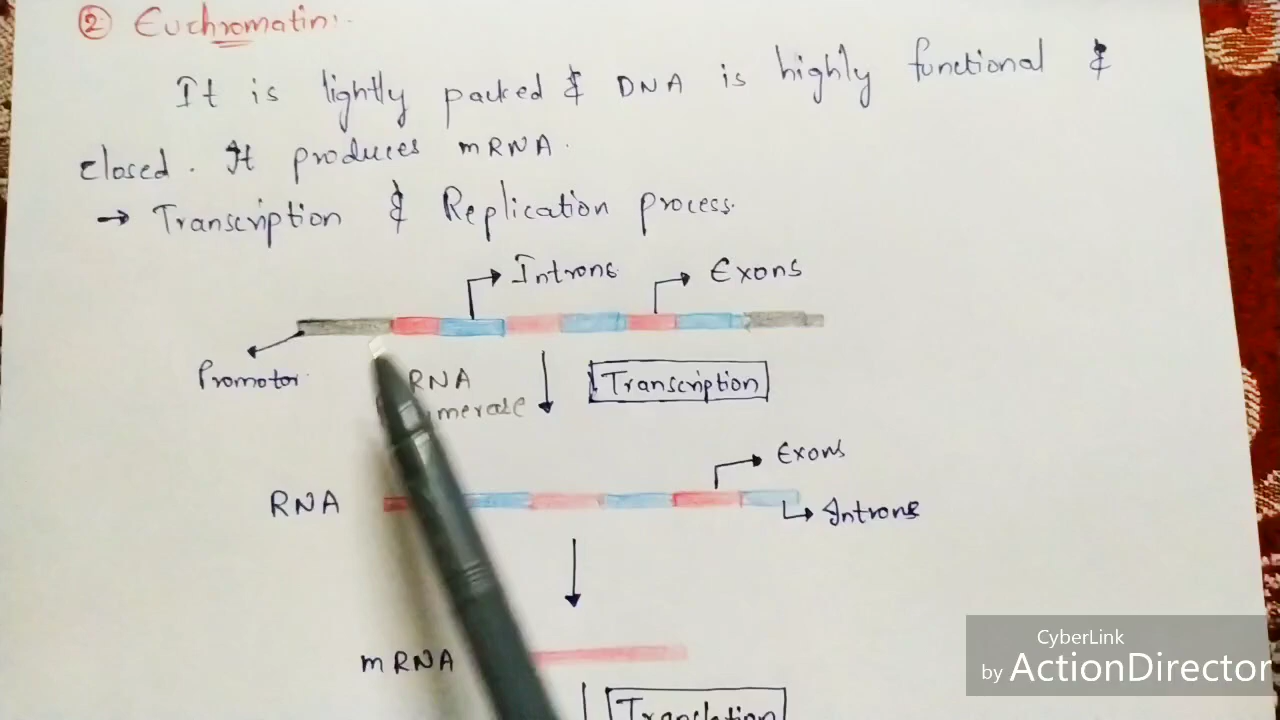 ② Euchromatin:-
It is lightly packed & DNA is highly functional &
closed. It produces mRNA.
→ Transcription & Replication process.
Introns
Exons
Promotor
RNA
Transcription
Exons
RNA
Introns
mRNA
Translation
CyberLink
by ActionDirector